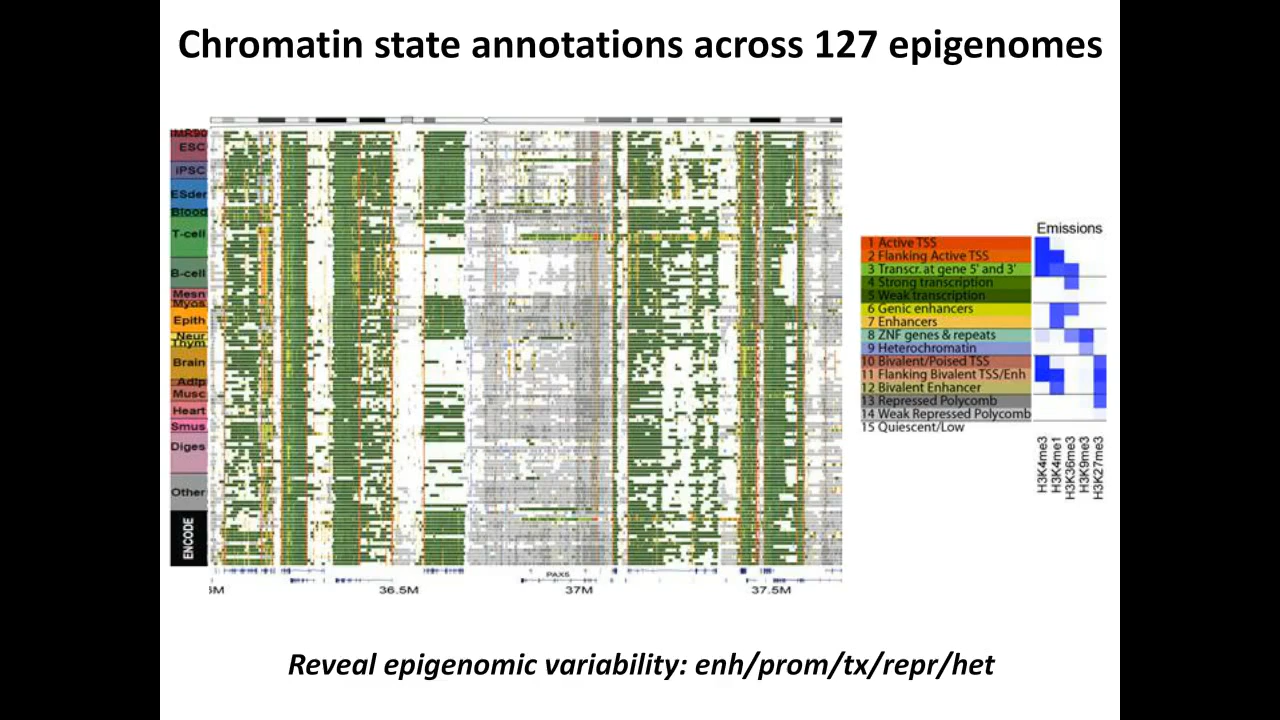 Chromatin state annotations across 127 epigenomes
IMR90
ESC
iPSC
ESder
Blood
T-cell
B-cell
Mesn
Myos
Epith
Neur
Thym
Brain
Adip
Musc
Heart
Smus
Diges
Other
ENCODE
PAX5
36.5M
37M
37.5M
Emissions
1 Active TSS
2 Flanking Active TSS
3 Transcr. at gene 5' and 3'
4 Strong transcription
5 Weak transcription
6 Genic enhancers
7 Enhancers
8 ZNF genes & repeats
9 Heterochromatin
10 Bivalent/Poised TSS
11 Flanking Bivalent TSS/Enh
12 Bivalent Enhancer
13 Repressed Polycomb
14 Weak Repressed Polycomb
15 Quiescent/Low
H3K4me3
H3K4me1
H3K36me3
H3K9me3
H3K27me3
Reveal epigenomic variability: enh/prom/tx/repr/het